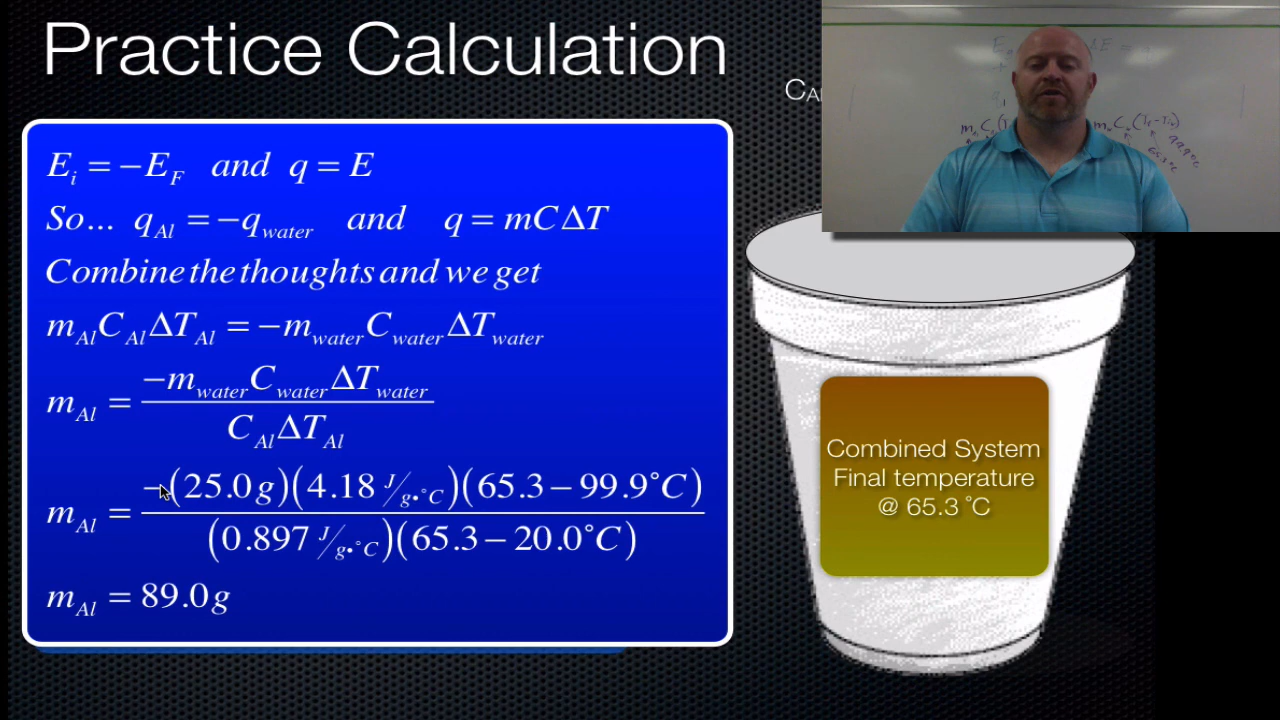 Practice Calculation
E_i = −E_F and q = E
So... q_Al = −q_water and q = mCΔT
Combine the thoughts and we get
m_Al C_Al ΔT_Al = −m_water C_water ΔT_water
m_Al = −m_water C_water ΔT_water / C_Al ΔT_Al
m_Al = −(25.0g)(4.18 J/g•°C)(65.3−99.9°C) / (0.897 J/g•°C)(65.3−20.0°C)
m_Al = 89.0g
Combined System
Final temperature
@ 65.3 °C